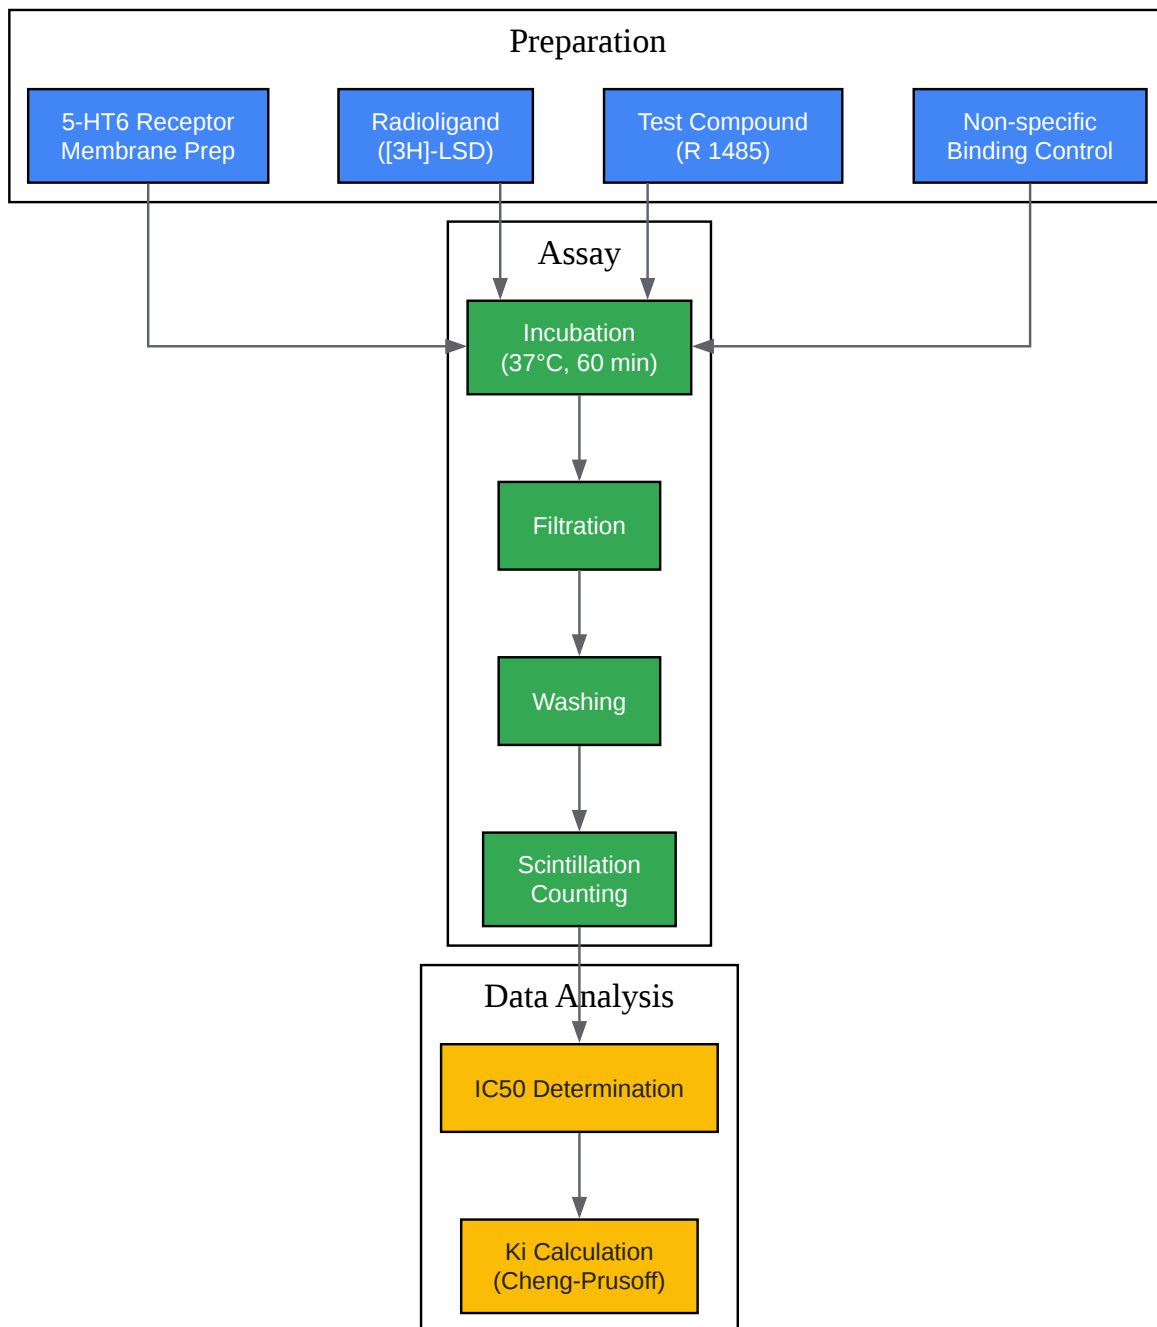 Preparation
5-HT6 Receptor
Membrane Prep
Radioligand
([3H]-LSD)
Test Compound
(R 1485)
Non-specific
Binding Control
Assay
Incubation
(37°C, 60 min)
Filtration
Washing
Scintillation
Counting
Data Analysis
IC50 Determination
Ki Calculation
(Cheng-Prusoff)